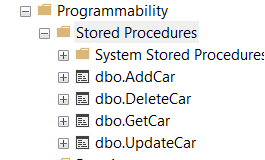 Programmability
Stored Procedures
System Stored Procedures
dbo.AddCar
dbo.DeleteCar
dbo.GetCar
dbo.UpdateCar